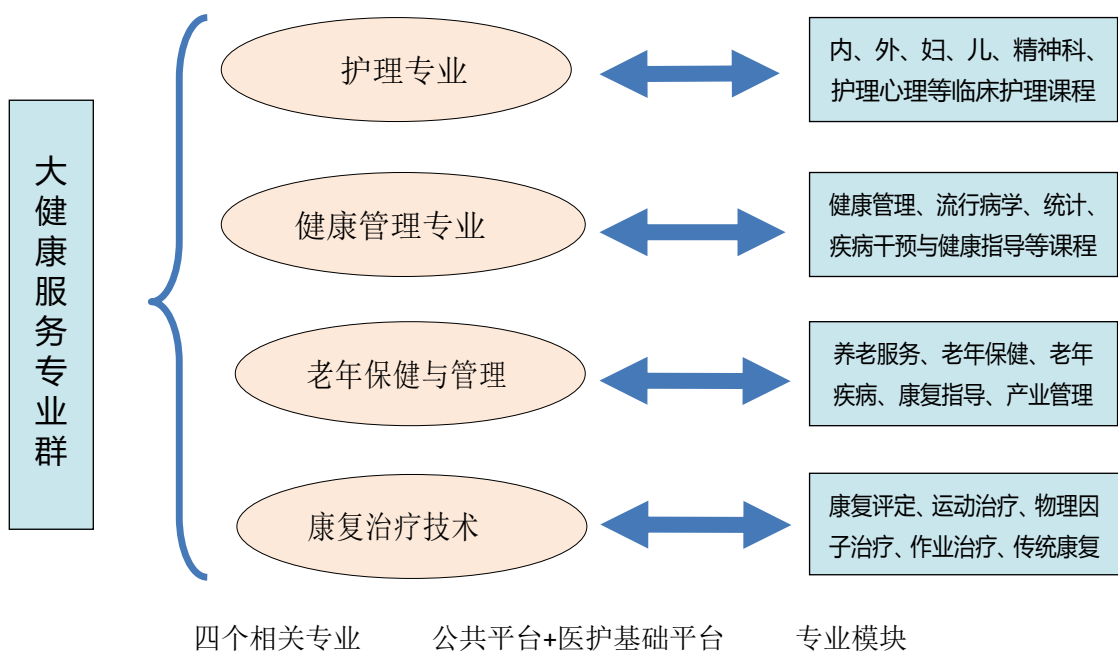 大健康服务专业群
护理专业
内、外、妇、儿、精神科、
护理心理等临床护理课程
健康管理专业
健康管理、流行病学、统计、
疾病干预与健康指导等课程
老年保健与管理
养老服务、老年保健、老年
疾病、康复指导、产业管理
康复治疗技术
康复评定、运动治疗、物理因
子治疗、作业治疗、传统康复
四个相关专业 公共平台+医护基础平台 专业模块